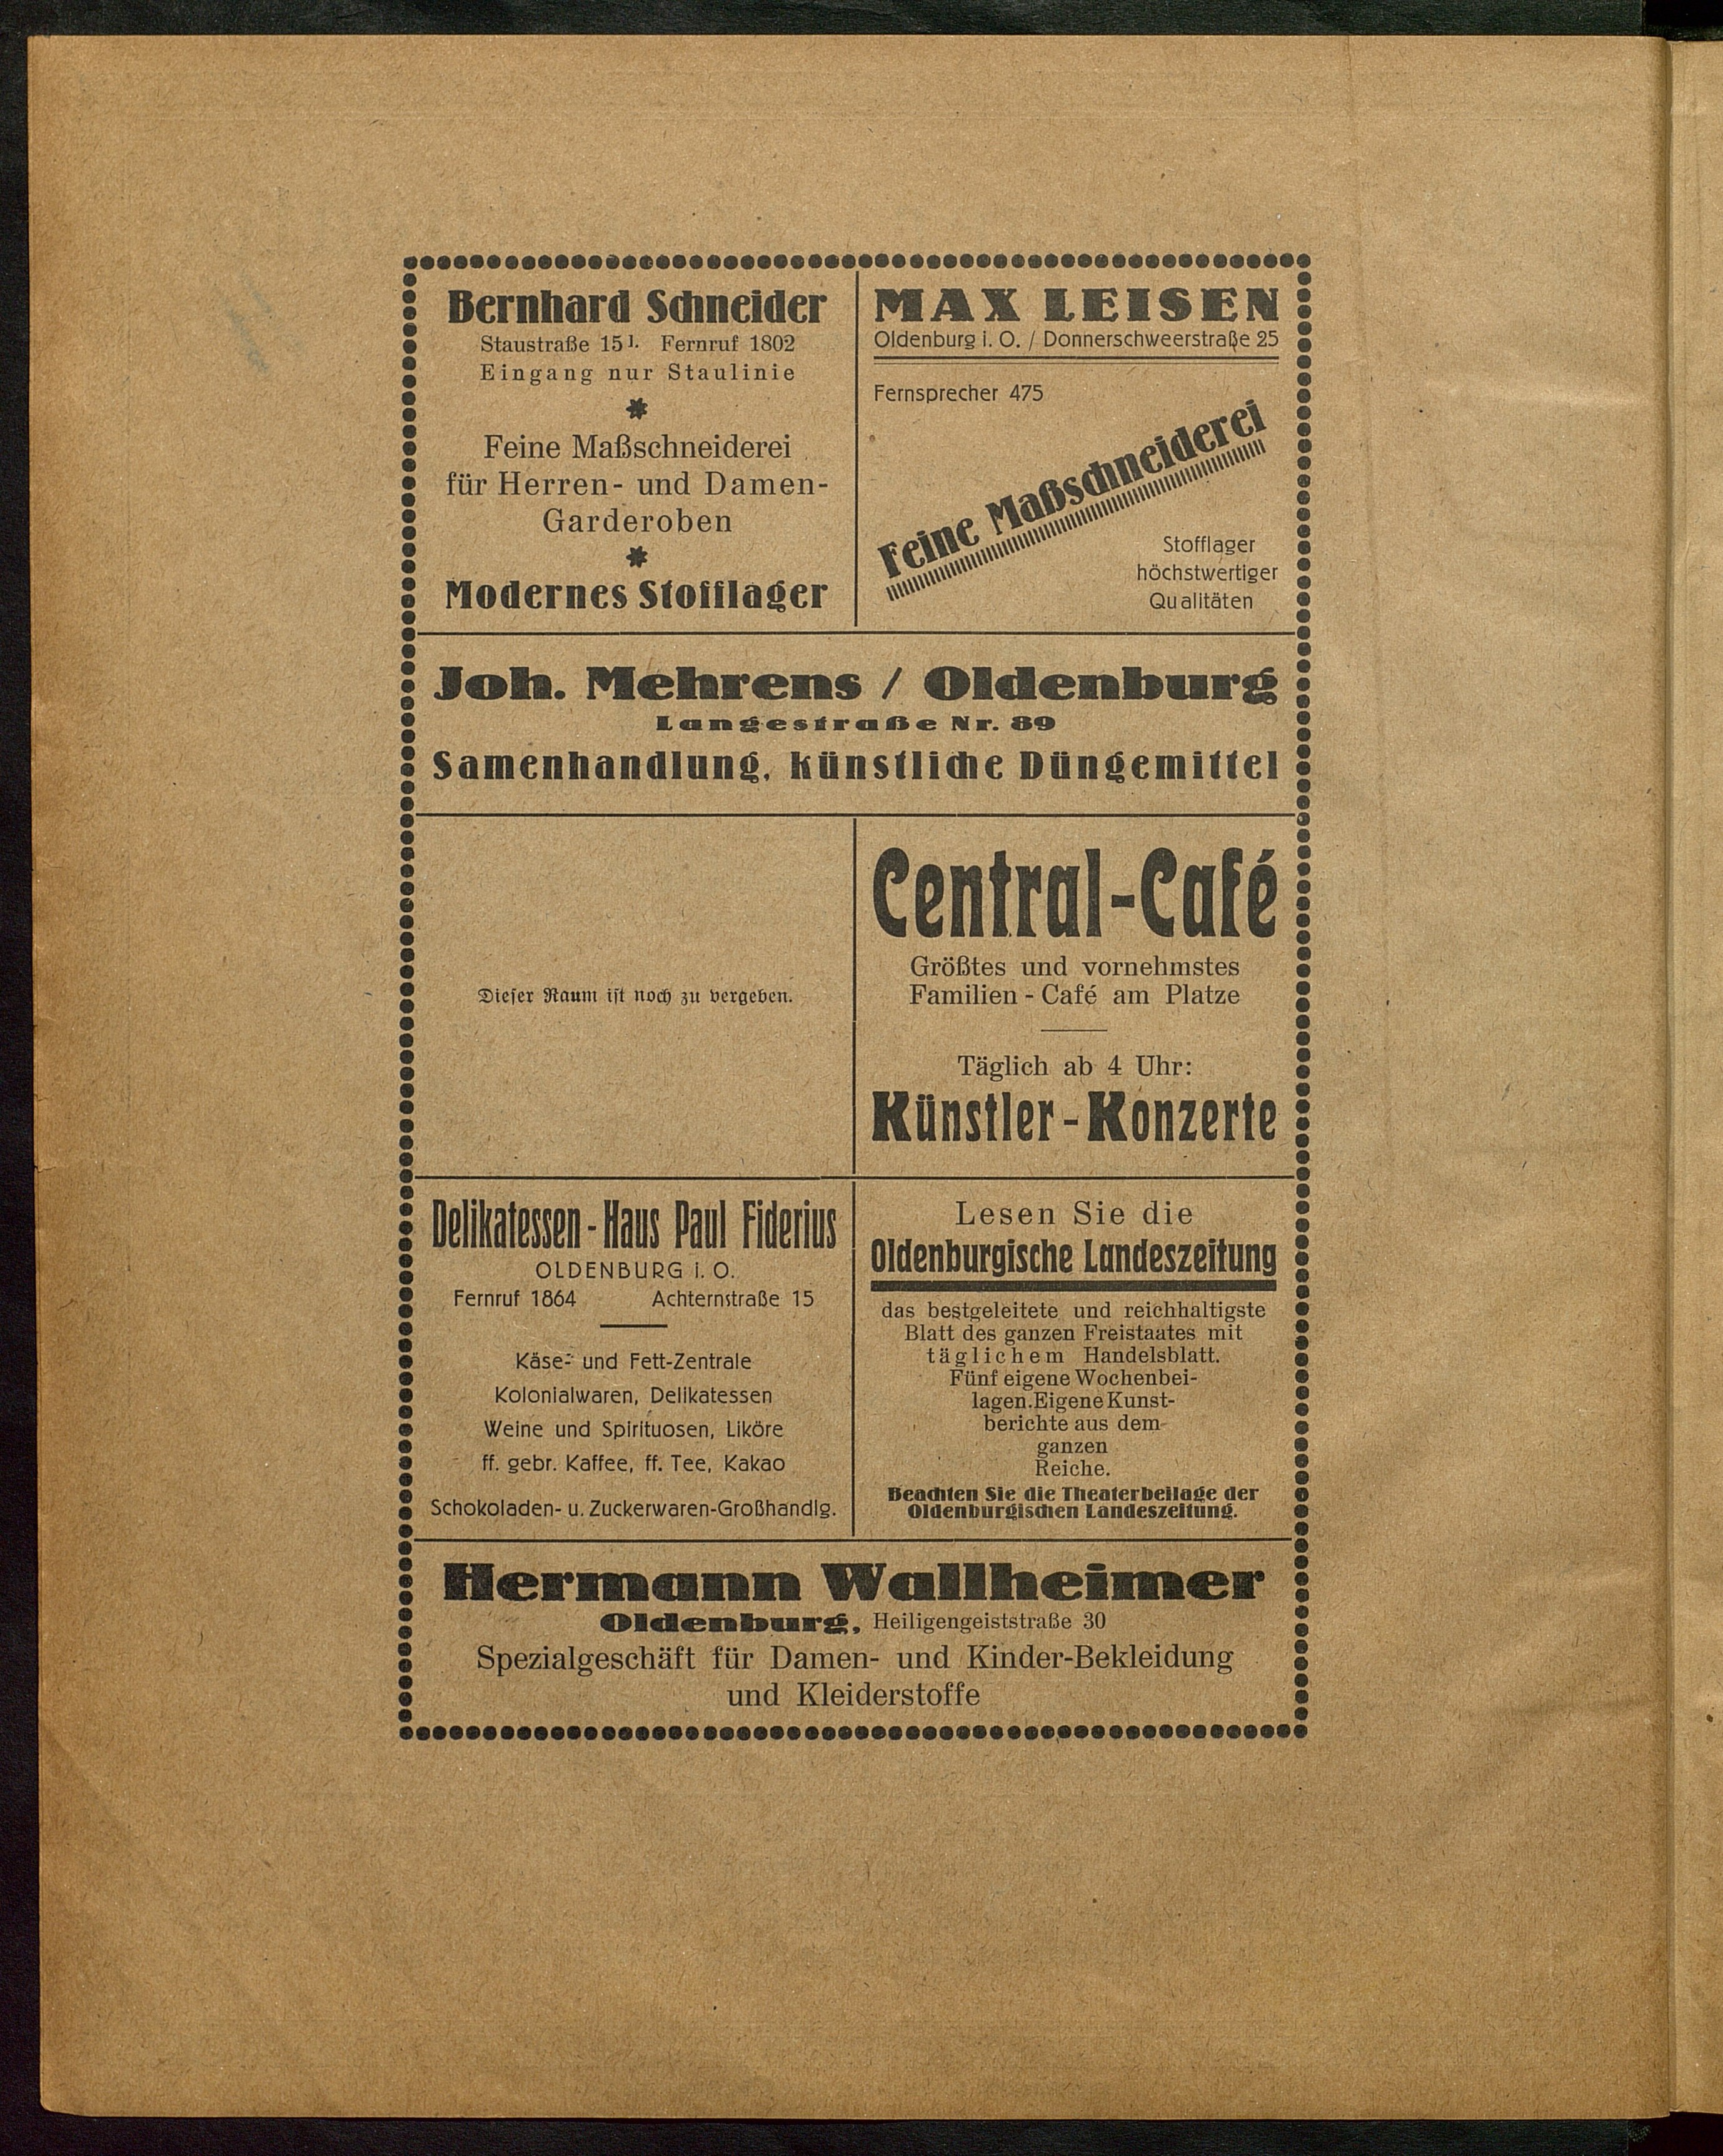 Bernhard Schneider
Staustraße 15 I. Fernruf 1802
Eingang nur Staulinie
Feine Maßschneiderei
für Herren- und Damen-
Garderoben
Modernes Stofflager
MAX LEISEN
Oldenburg i. O. / Donnerschweerstraße 25
Fernsprecher 475
Feine Maßschneiderei
Stofflager
höchstwertiger
Qualitäten
Joh. Mehrens / Oldenburg
Langestraße Nr. 89
Samenhandlung, künstliche Düngemittel
Dieser Raum ist noch zu vergeben.
Central-Café
Größtes und vornehmstes
Familien-Café am Platze
Täglich ab 4 Uhr:
Künstler-Konzerte
Delikatessen-Haus Paul Fiderius
OLDENBURG i. O.
Fernruf 1864 Achternstraße 15
Käse- und Fett-Zentrale
Kolonialwaren, Delikatessen
Weine und Spirituosen, Liköre
ff. gebr. Kaffee, ff. Tee, Kakao
Schokoladen- u. Zuckerwaren-Großhandlg.
Lesen Sie die
Oldenburgische Landeszeitung
das bestgeleitete und reichhaltigste
Blatt des ganzen Freistaates mit
täglichem Handelsblatt.
Fünf eigene Wochenbei-
lagen. Eigene Kunst-
berichte aus dem
ganzen
Reiche.
Beachten Sie die Theaterbeilage der
Oldenburgischen Landeszeitung.
Hermann Wallheimer
Oldenburg, Heiligengeiststraße 30
Spezialgeschäft für Damen- und Kinder-Bekleidung
und Kleiderstoffe